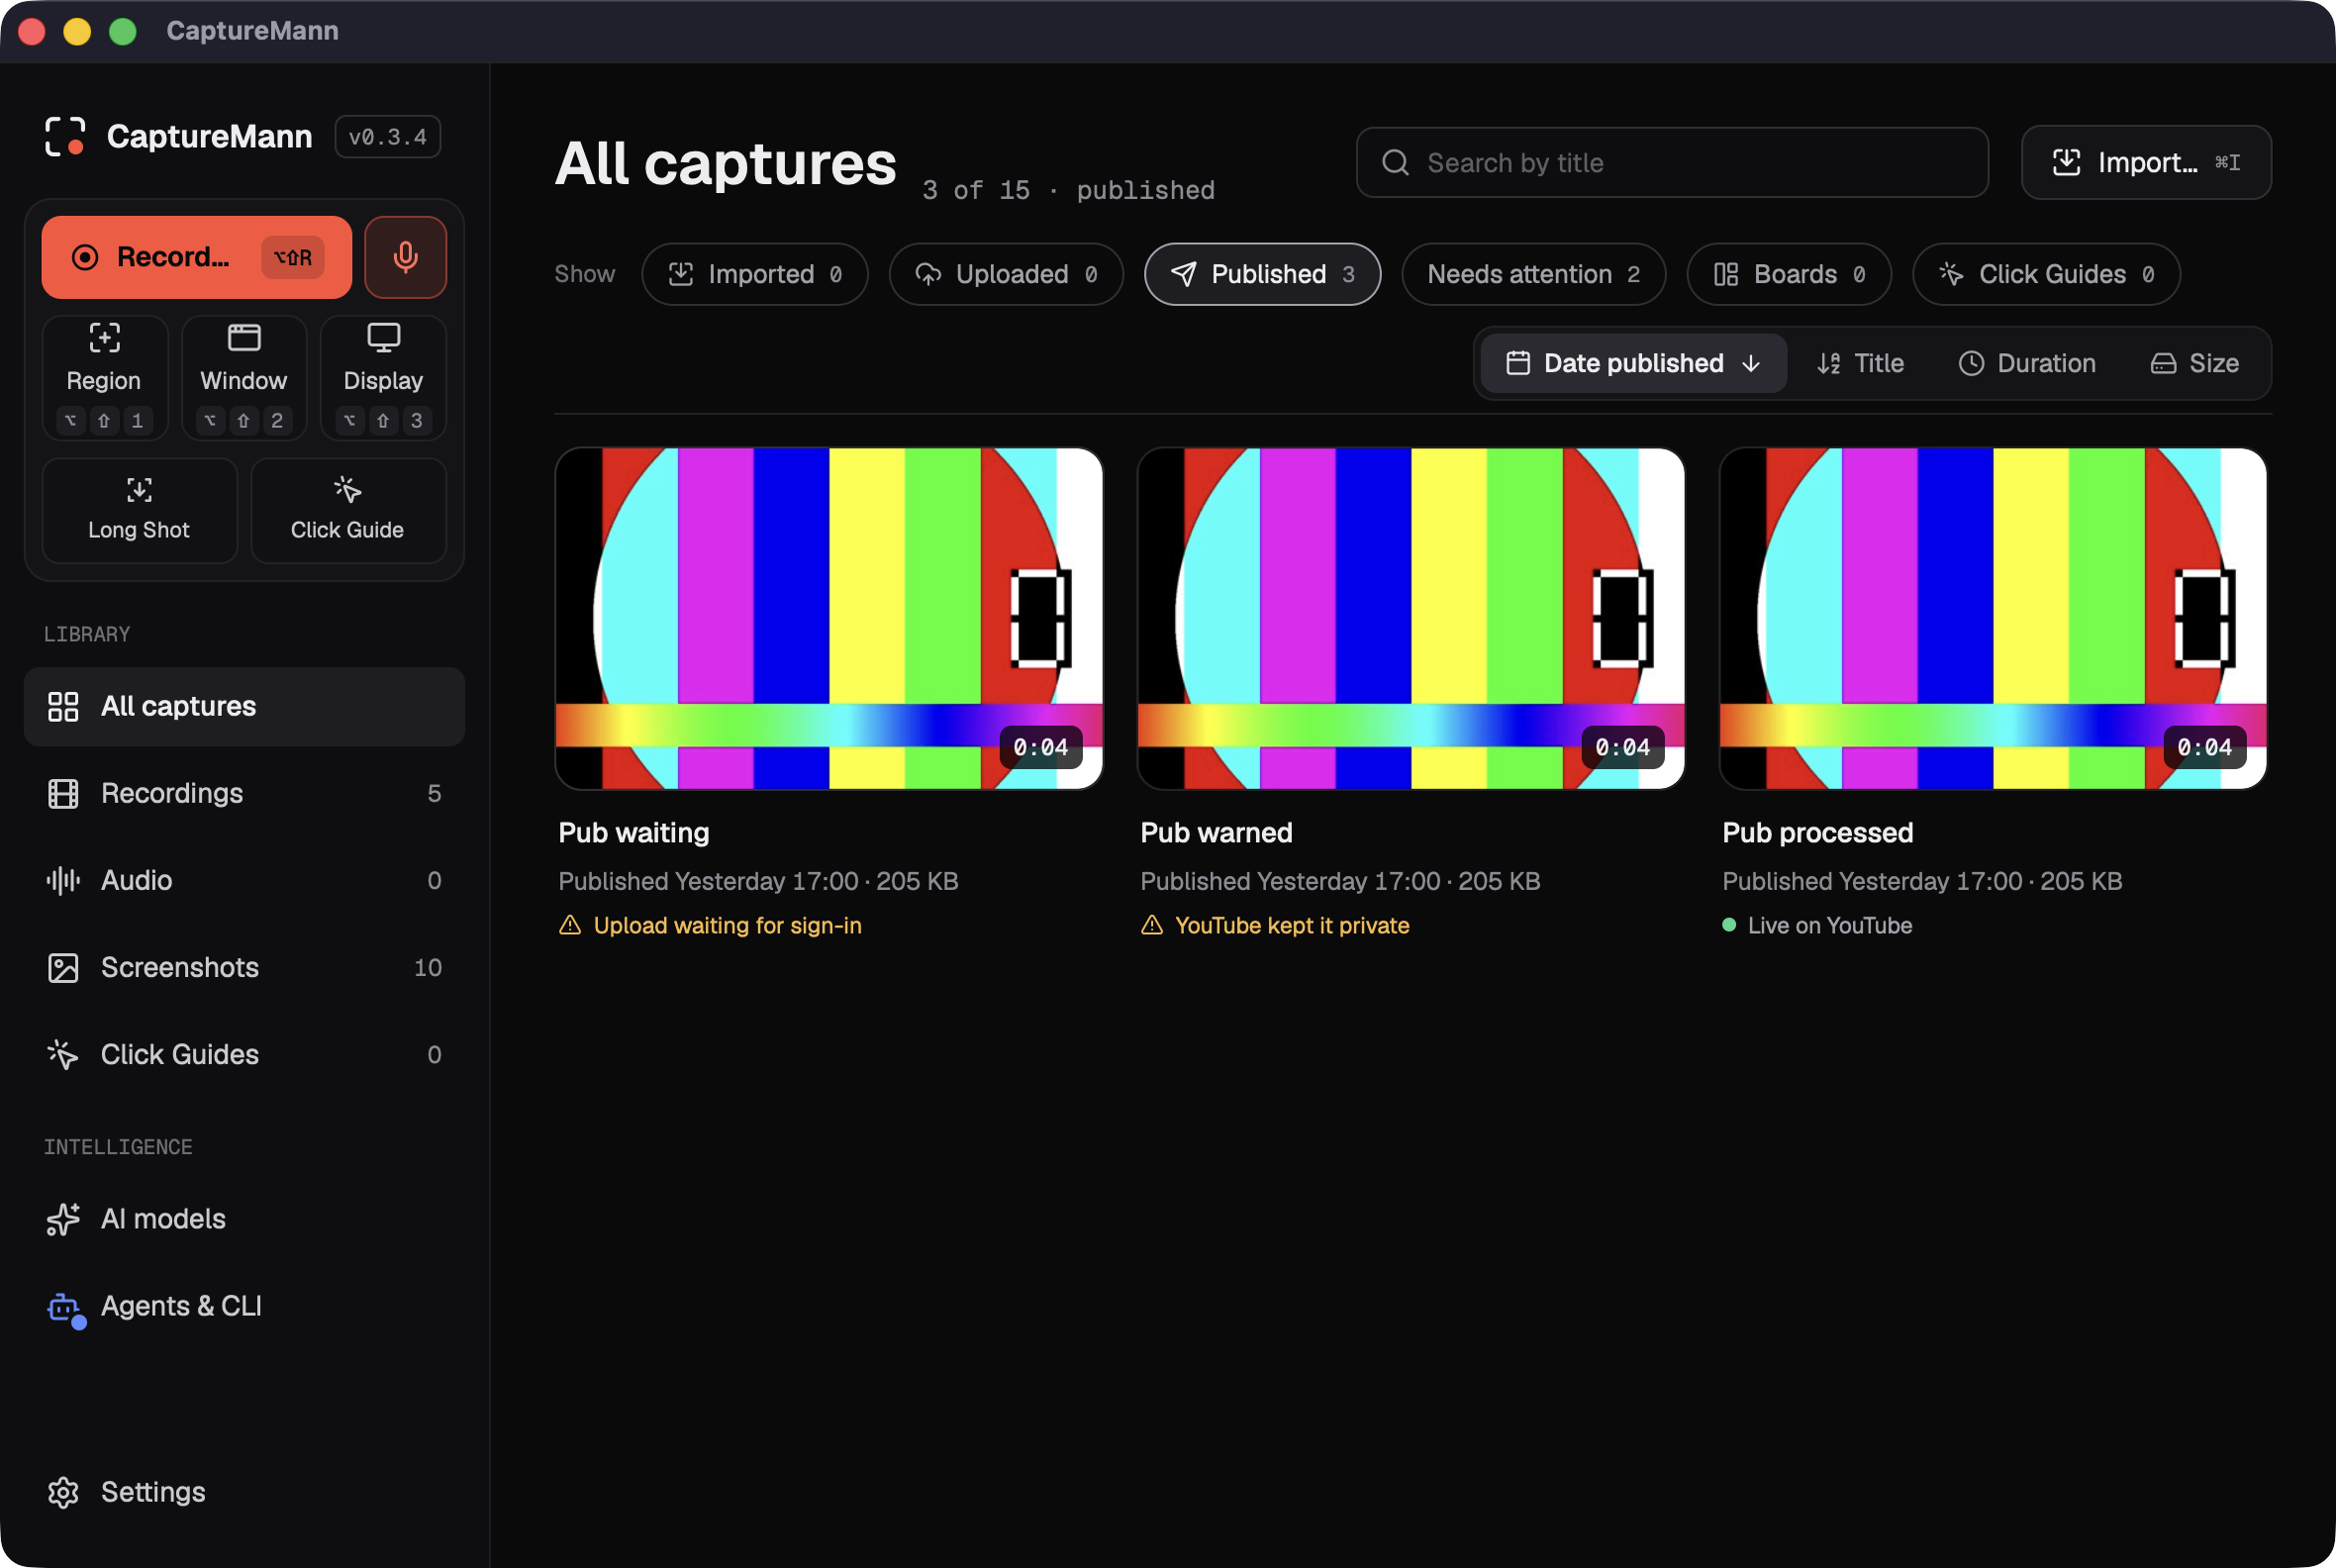 CaptureMann
CaptureMann v0.3.4
Record... ⌥⇧R
Region Window Display
⌥ ⇧ 1 ⌥ ⇧ 2 ⌥ ⇧ 3
Long Shot Click Guide
LIBRARY
All captures
Recordings 5
Audio 0
Screenshots 10
Click Guides 0
INTELLIGENCE
AI models
Agents & CLI
Settings
All captures 3 of 15 · published
Search by title
Import... ⌘I
Show Imported 0 Uploaded 0 Published 3 Needs attention 2 Boards 0 Click Guides 0
Date published ↓ Title Duration Size
0:04 0:04 0:04
Pub waiting
Published Yesterday 17:00 · 205 KB
Upload waiting for sign-in
Pub warned
Published Yesterday 17:00 · 205 KB
YouTube kept it private
Pub processed
Published Yesterday 17:00 · 205 KB
Live on YouTube